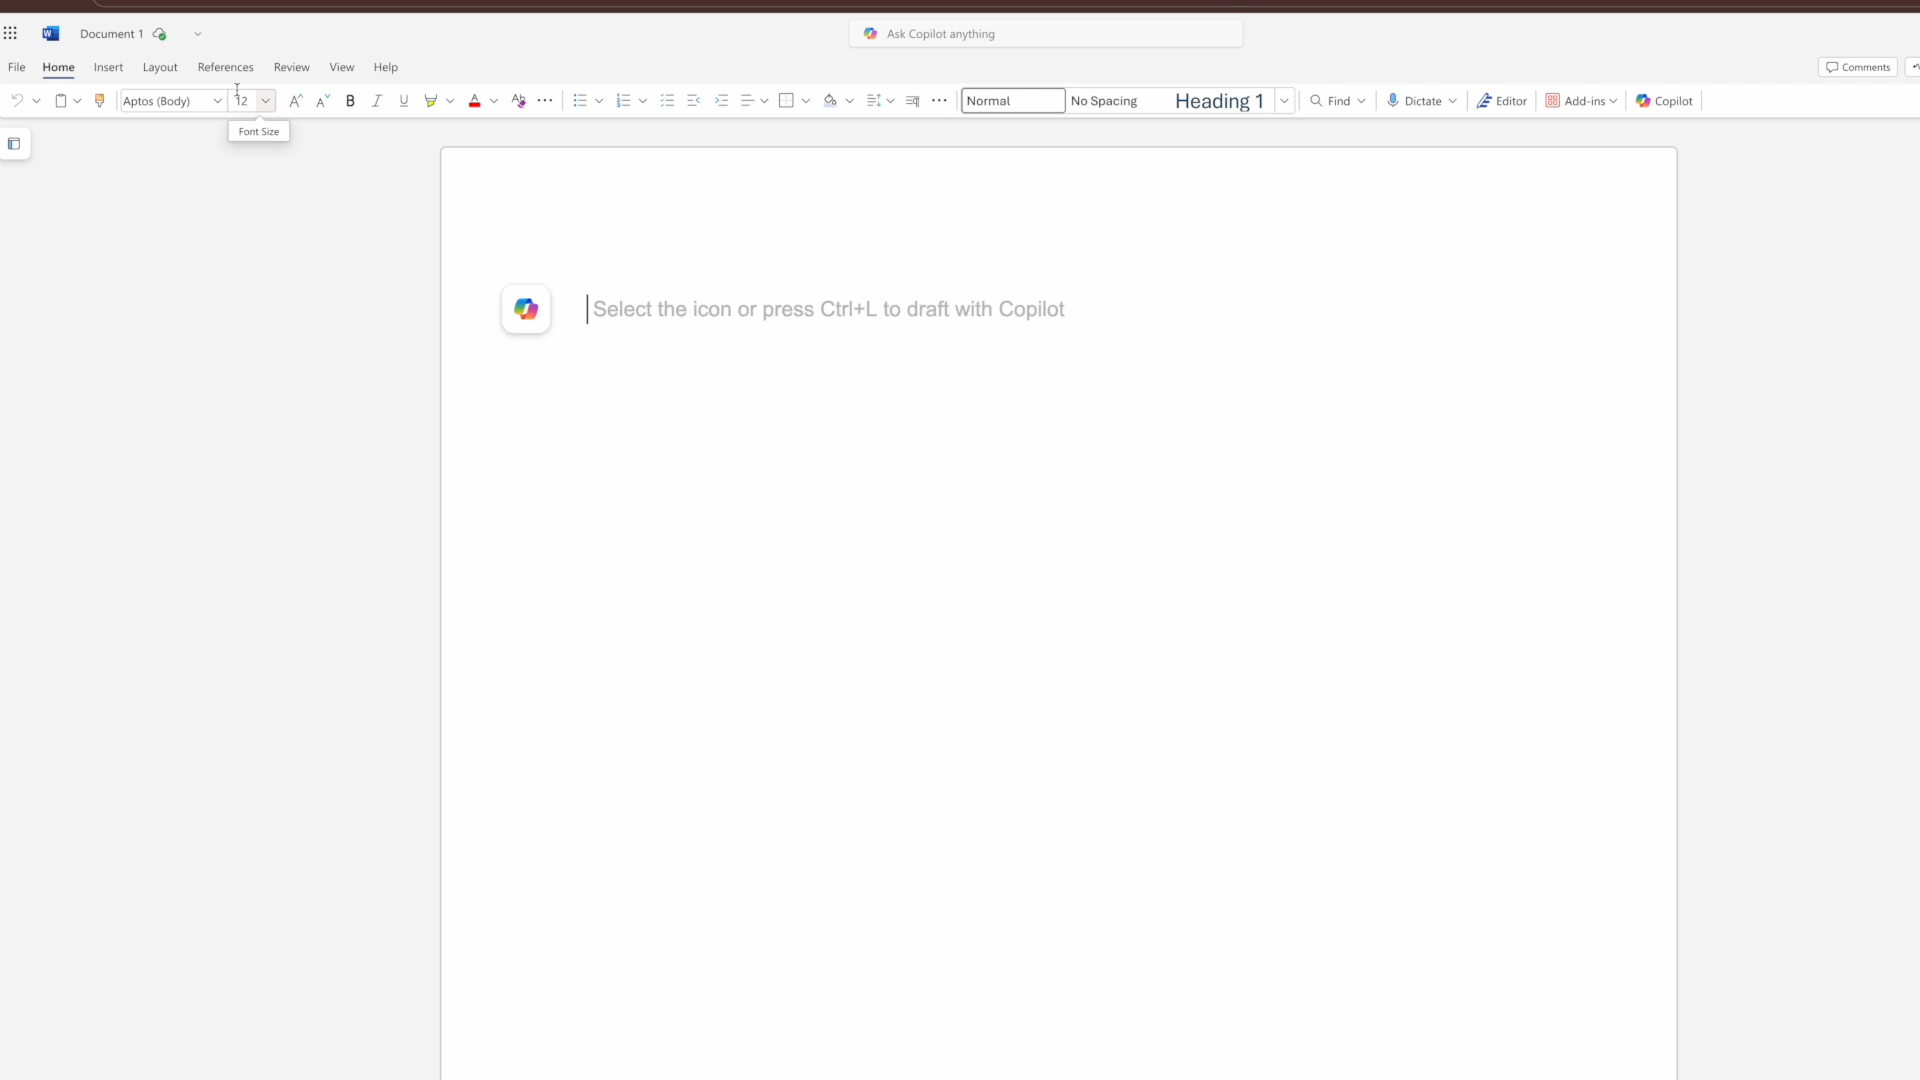 Document 1
Ask Copilot anything
File Home Insert Layout References Review View Help
Comments
Aptos (Body) 12 Normal No Spacing Heading 1 Find Dictate Editor Add-ins Copilot
Font Size
Select the icon or press Ctrl+L to draft with Copilot